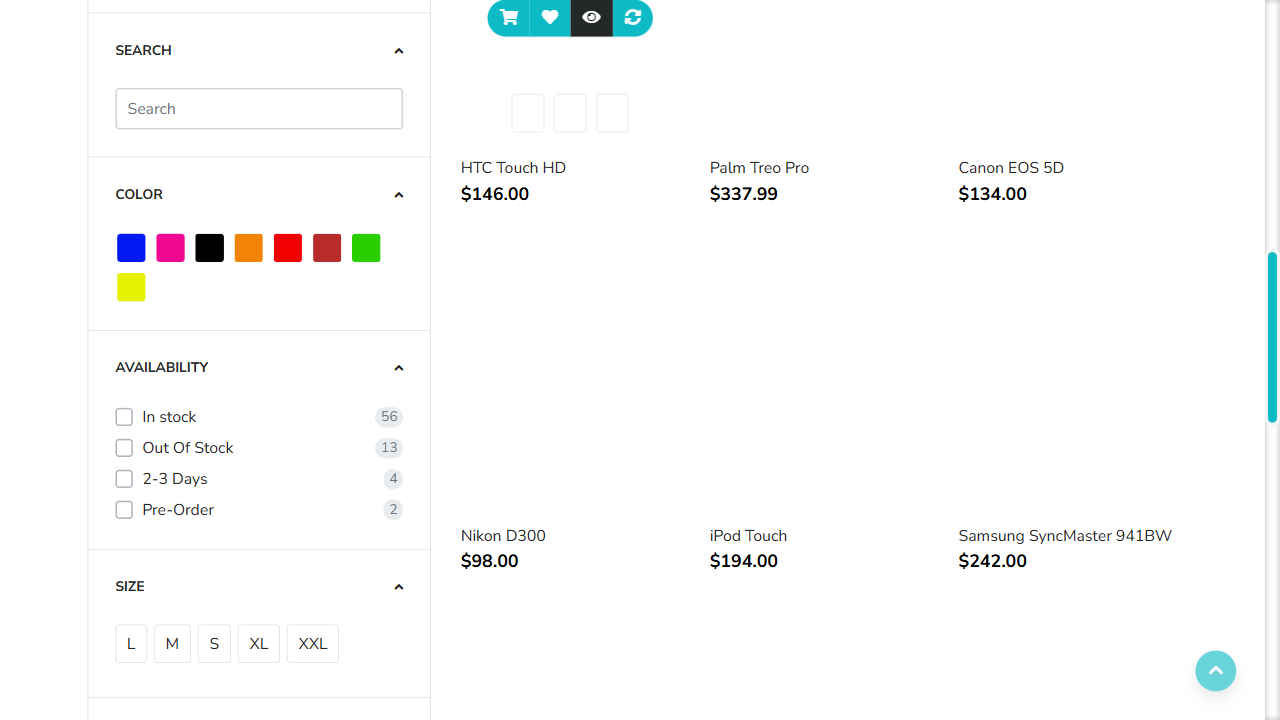 SEARCH
Search
COLOR
AVAILABILITY
In stock 56
Out Of Stock 13
2-3 Days 4
Pre-Order 2
SIZE
L M S XL XXL
HTC Touch HD
$146.00
Palm Treo Pro
$337.99
Canon EOS 5D
$134.00
Nikon D300
$98.00
iPod Touch
$194.00
Samsung SyncMaster 941BW
$242.00